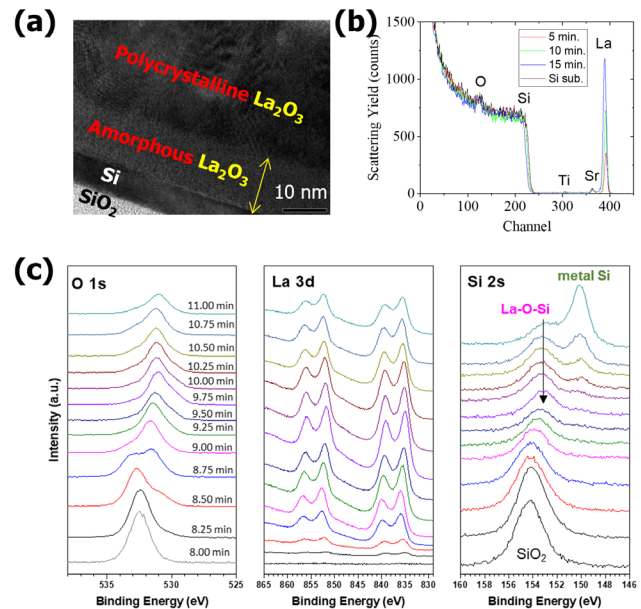 (a)
Polycrystalline La₂O₃
Amorphous La₂O₃
Si
SiO₂
10 nm
(b)
Scattering Yield (counts)
1500
1250
1000
750
500
250
0
0 100 200 300 400 500
Channel
5 min.
10 min.
15 min.
Si sub.
O
Si
Ti
Sr
La
(c)
O 1s
11.00 min
10.75 min
10.50 min
10.25 min
10.00 min
9.75 min
9.50 min
9.25 min
9.00 min
8.75 min
8.50 min
8.25 min
8.00 min
Intensity (a.u.)
535 530 525
Binding Energy (eV)
La 3d
865 860 855 850 845 840 835 830
Binding Energy (eV)
Si 2s
metal Si
La-O-Si
SiO₂
160 158 156 154 152 150 148 146
Binding Energy (eV)